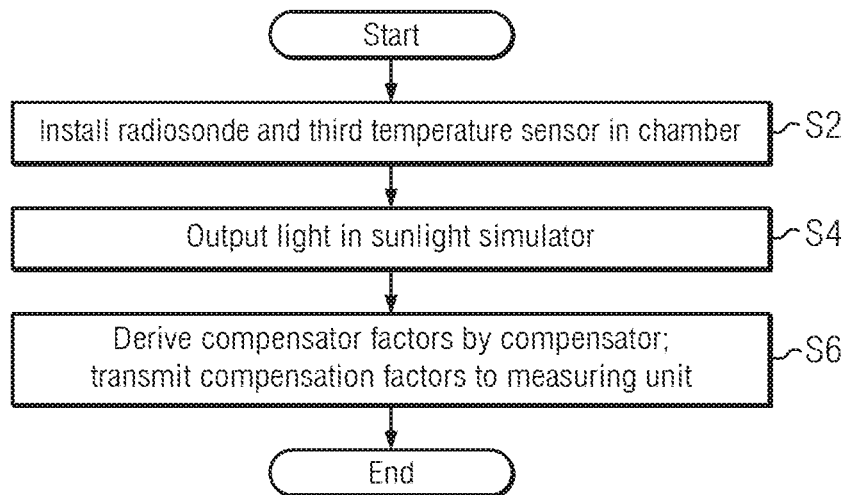 Start
Install radiosonde and third temperature sensor in chamber
S2
Output light in sunlight simulator
S4
Derive compensator factors by compensator;
transmit compensation factors to measuring unit
S6
End